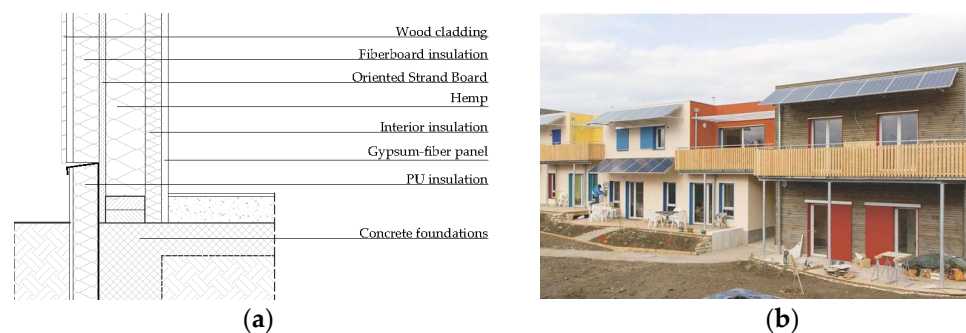 Wood cladding
Fiberboard insulation
Oriented Strand Board
Hemp
Interior insulation
Gypsum-fiber panel
PU insulation
Concrete foundations
(a)
(b)